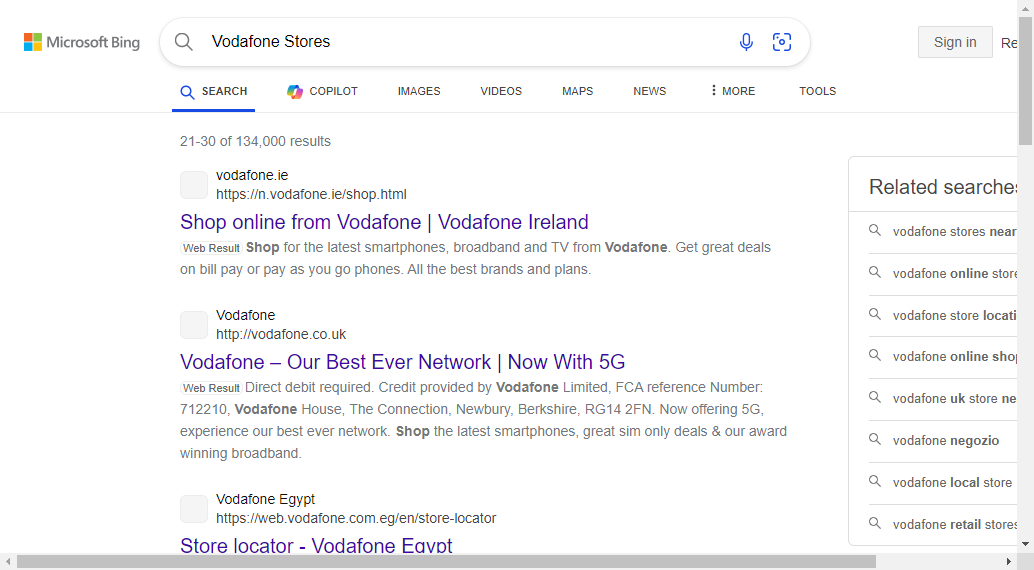 Microsoft Bing
Vodafone Stores
Sign in
Re
SEARCH
COPILOT
IMAGES
VIDEOS
MAPS
NEWS
MORE
TOOLS
21-30 of 134,000 results
vodafone.ie
https://n.vodafone.ie/shop.html
Shop online from Vodafone | Vodafone Ireland
Web Result Shop for the latest smartphones, broadband and TV from Vodafone. Get great deals
on bill pay or pay as you go phones. All the best brands and plans.
Vodafone
http://vodafone.co.uk
Vodafone – Our Best Ever Network | Now With 5G
Web Result Direct debit required. Credit provided by Vodafone Limited, FCA reference Number:
712210, Vodafone House, The Connection, Newbury, Berkshire, RG14 2FN. Now offering 5G,
experience our best ever network. Shop the latest smartphones, great sim only deals & our award
winning broadband.
Vodafone Egypt
https://web.vodafone.com.eg/en/store-locator
Store locator - Vodafone Egypt
Related searches
vodafone stores near
vodafone online store
vodafone store locati
vodafone online shop
vodafone uk store ne
vodafone negozio
vodafone local store
vodafone retail stores